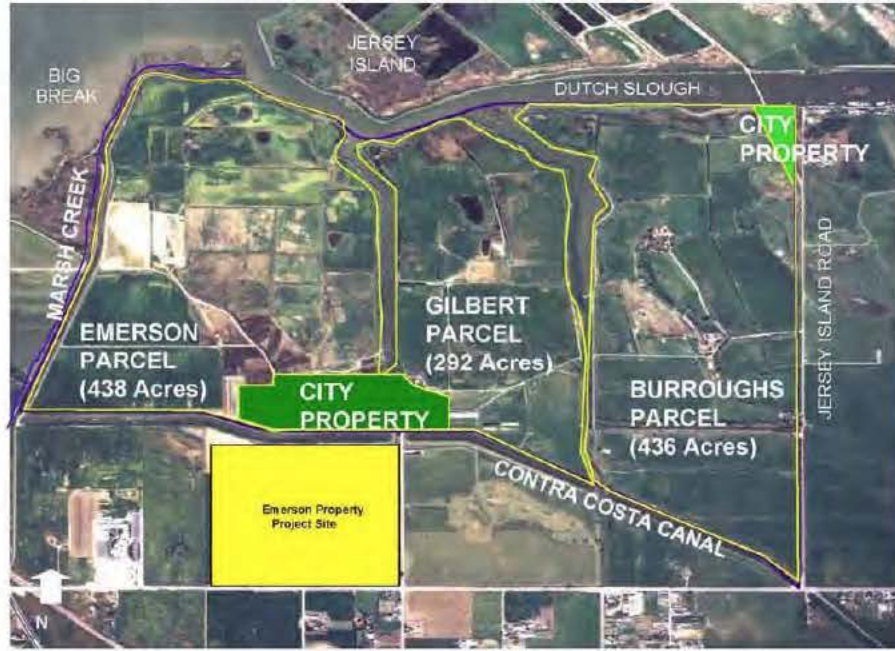 JERSEY
ISLAND
BIG
BREAK
DUTCH SLOUGH
CITY
PROPERTY
MARSH CREEK
JERSEY ISLAND ROAD
EMERSON
PARCEL
(438 Acres)
GILBERT
PARCEL
(292 Acres)
BURROUGHS
PARCEL
(436 Acres)
CITY
PROPERTY
CONTRA COSTA CANAL
Emerson Property
Project Site
N